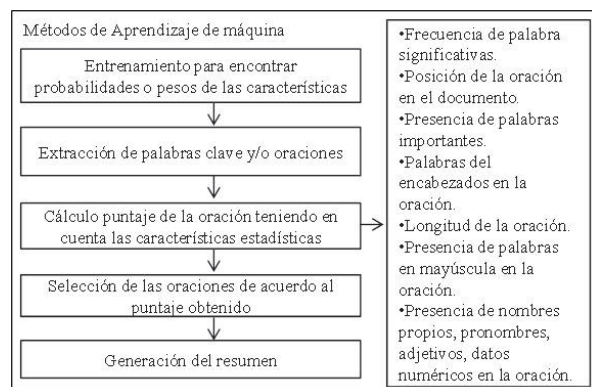 Métodos de Aprendizaje de máquina
Entrenamiento para encontrar
probabilidades o pesos de las características
Extracción de palabras clave y/o oraciones
Cálculo puntaje de la oración teniendo en
cuenta las características estadísticas
Selección de las oraciones de acuerdo al
puntaje obtenido
Generación del resumen
•Frecuencia de palabra
significativas.
•Posición de la oración
en el documento.
•Presencia de palabras
importantes.
•Palabras del
encabezados en la
oración.
•Longitud de la oración.
•Presencia de palabras
en mayúscula en la
oración.
•Presencia de nombres
propios, pronombres,
adjetivos, datos
numéricos en la oración.